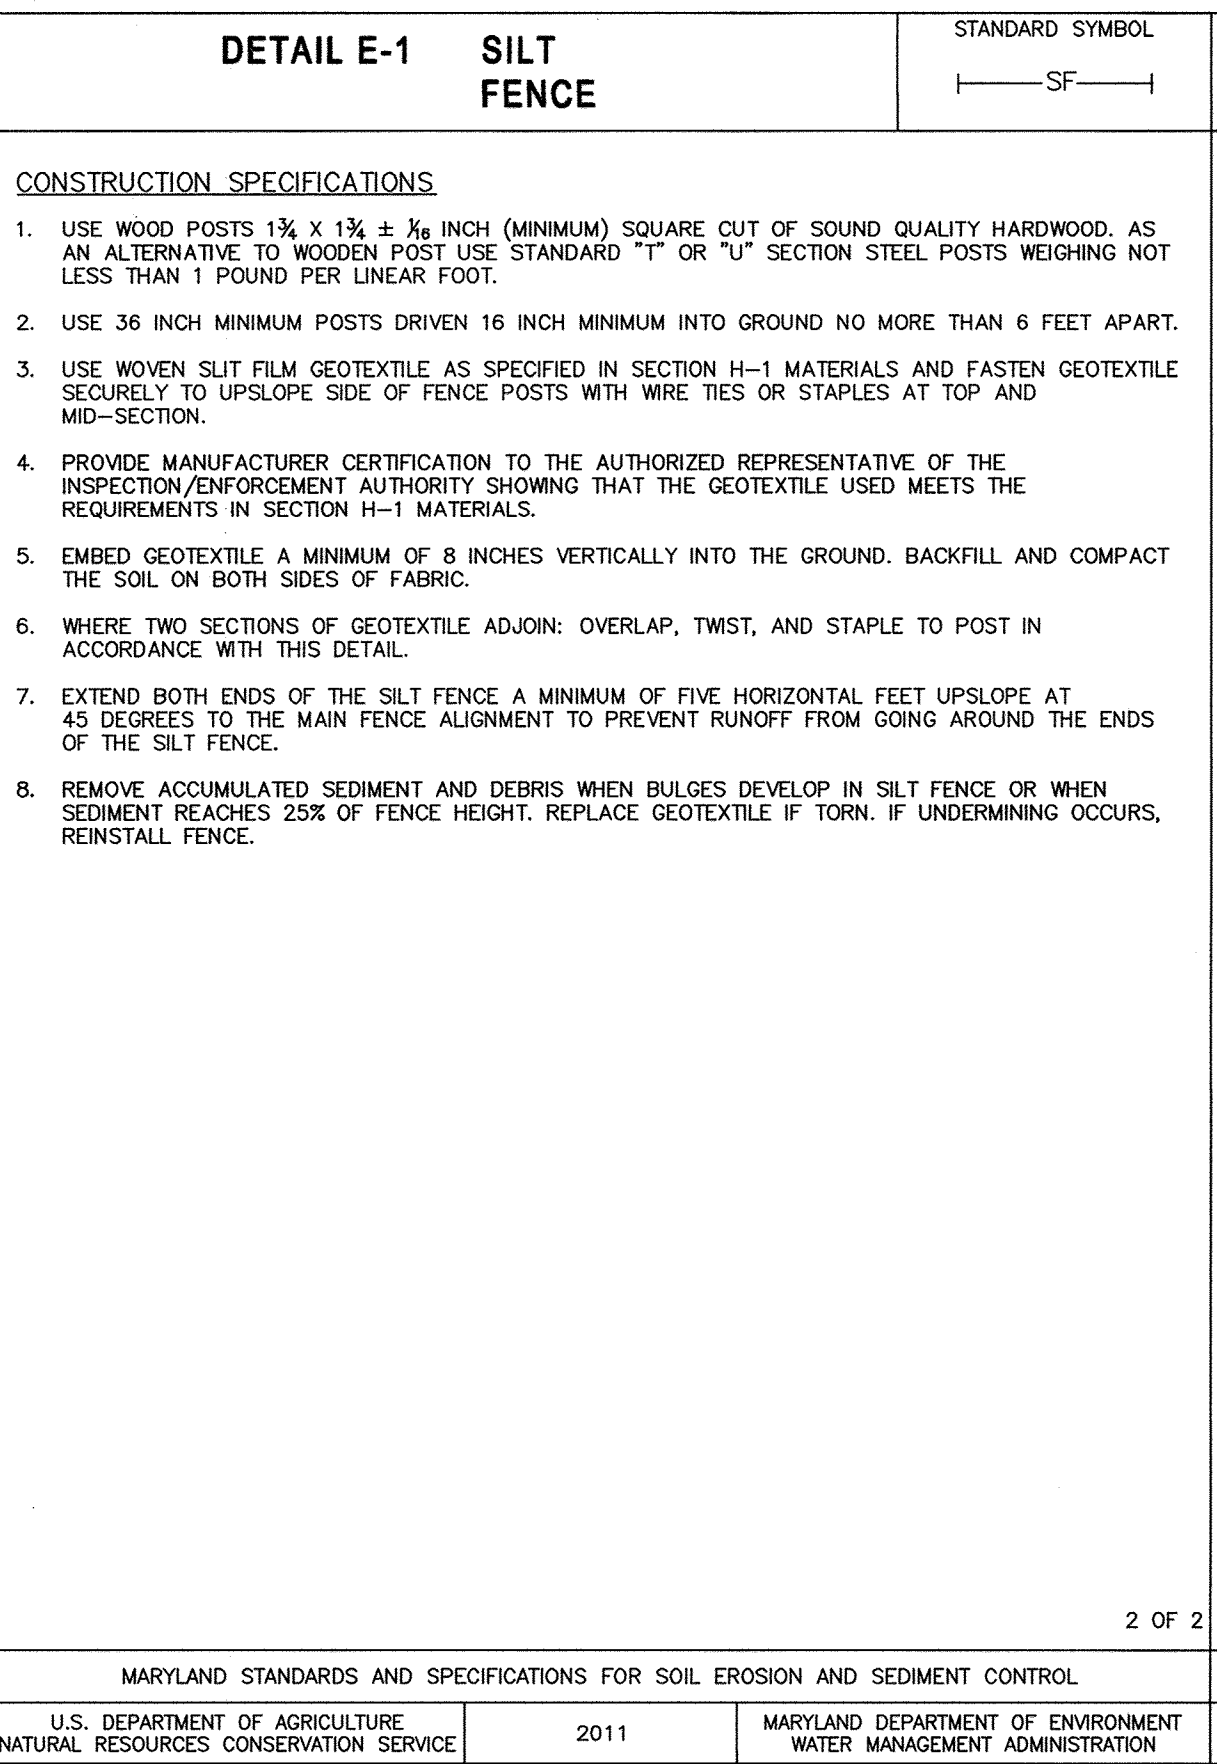 DETAIL E-1 SILT
FENCE
STANDARD SYMBOL
SF
CONSTRUCTION SPECIFICATIONS
1. USE WOOD POSTS 1¾ X 1¾ ± 1⁄16 INCH (MINIMUM) SQUARE CUT OF SOUND QUALITY HARDWOOD. AS
AN ALTERNATIVE TO WOODEN POST USE STANDARD "T" OR "U" SECTION STEEL POSTS WEIGHING NOT
LESS THAN 1 POUND PER LINEAR FOOT.
2. USE 36 INCH MINIMUM POSTS DRIVEN 16 INCH MINIMUM INTO GROUND NO MORE THAN 6 FEET APART.
3. USE WOVEN SLIT FILM GEOTEXTILE AS SPECIFIED IN SECTION H-1 MATERIALS AND FASTEN GEOTEXTILE
SECURELY TO UPSLOPE SIDE OF FENCE POSTS WITH WIRE TIES OR STAPLES AT TOP AND
MID-SECTION.
4. PROVIDE MANUFACTURER CERTIFICATION TO THE AUTHORIZED REPRESENTATIVE OF THE
INSPECTION/ENFORCEMENT AUTHORITY SHOWING THAT THE GEOTEXTILE USED MEETS THE
REQUIREMENTS IN SECTION H-1 MATERIALS.
5. EMBED GEOTEXTILE A MINIMUM OF 8 INCHES VERTICALLY INTO THE GROUND. BACKFILL AND COMPACT
THE SOIL ON BOTH SIDES OF FABRIC.
6. WHERE TWO SECTIONS OF GEOTEXTILE ADJOIN: OVERLAP, TWIST, AND STAPLE TO POST IN
ACCORDANCE WITH THIS DETAIL.
7. EXTEND BOTH ENDS OF THE SILT FENCE A MINIMUM OF FIVE HORIZONTAL FEET UPSLOPE AT
45 DEGREES TO THE MAIN FENCE ALIGNMENT TO PREVENT RUNOFF FROM GOING AROUND THE ENDS
OF THE SILT FENCE.
8. REMOVE ACCUMULATED SEDIMENT AND DEBRIS WHEN BULGES DEVELOP IN SILT FENCE OR WHEN
SEDIMENT REACHES 25% OF FENCE HEIGHT. REPLACE GEOTEXTILE IF TORN. IF UNDERMINING OCCURS,
REINSTALL FENCE.
2 OF 2
MARYLAND STANDARDS AND SPECIFICATIONS FOR SOIL EROSION AND SEDIMENT CONTROL
U.S. DEPARTMENT OF AGRICULTURE
NATURAL RESOURCES CONSERVATION SERVICE
2011
MARYLAND DEPARTMENT OF ENVIRONMENT
WATER MANAGEMENT ADMINISTRATION